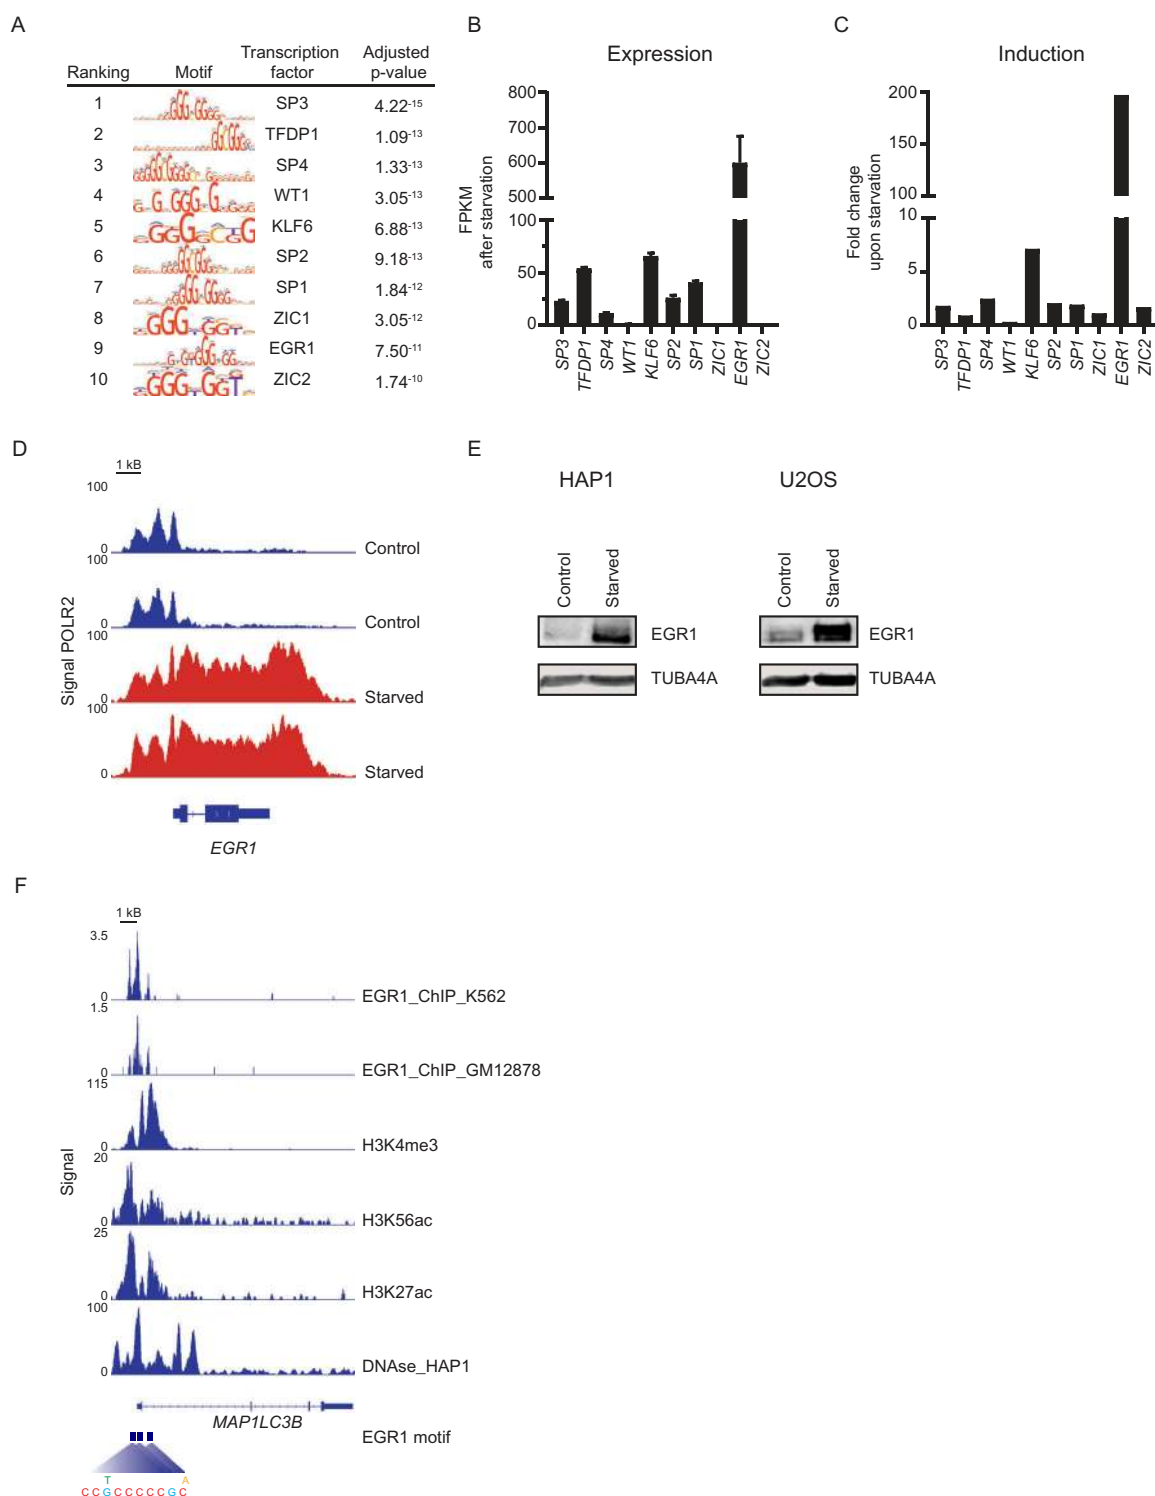 A
Ranking Motif Transcription factor Adjusted p-value
1 SP3 4.22-15
2 TFDP1 1.09-13
3 SP4 1.33-13
4 WT1 3.05-13
5 KLF6 6.88-13
6 SP2 9.18-13
7 SP1 1.84-12
8 ZIC1 3.05-12
9 EGR1 7.50-11
10 ZIC2 1.74-10
B
Expression
FPKM
after starvation
800
700
600
500
100
50
0
SP3 TFDP1 SP4 WT1 KLF6 SP2 SP1 ZIC1 EGR1 ZIC2
C
Induction
Fold change
upon starvation
200
150
100
10
5
0
SP3 TFDP1 SP4 WT1 KLF6 SP2 SP1 ZIC1 EGR1 ZIC2
D
1 kB
Signal POLR2
100
0
Control
100
0
Control
100
0
Starved
100
0
Starved
EGR1
E
HAP1
Control Starved
EGR1
TUBA4A
U2OS
Control Starved
EGR1
TUBA4A
F
1 kB
Signal
3.5
0
EGR1_ChIP_K562
1.5
0
EGR1_ChIP_GM12878
115
0
H3K4me3
20
0
H3K56ac
25
0
H3K27ac
100
0
DNAse_HAP1
MAP1LC3B
EGR1 motif
T A
CCGCCCCCGC